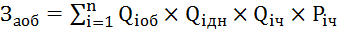 З_аоб = ∑_{i=1}^{n} Q_iоб × Q_iдн × Q_iч × P_iч